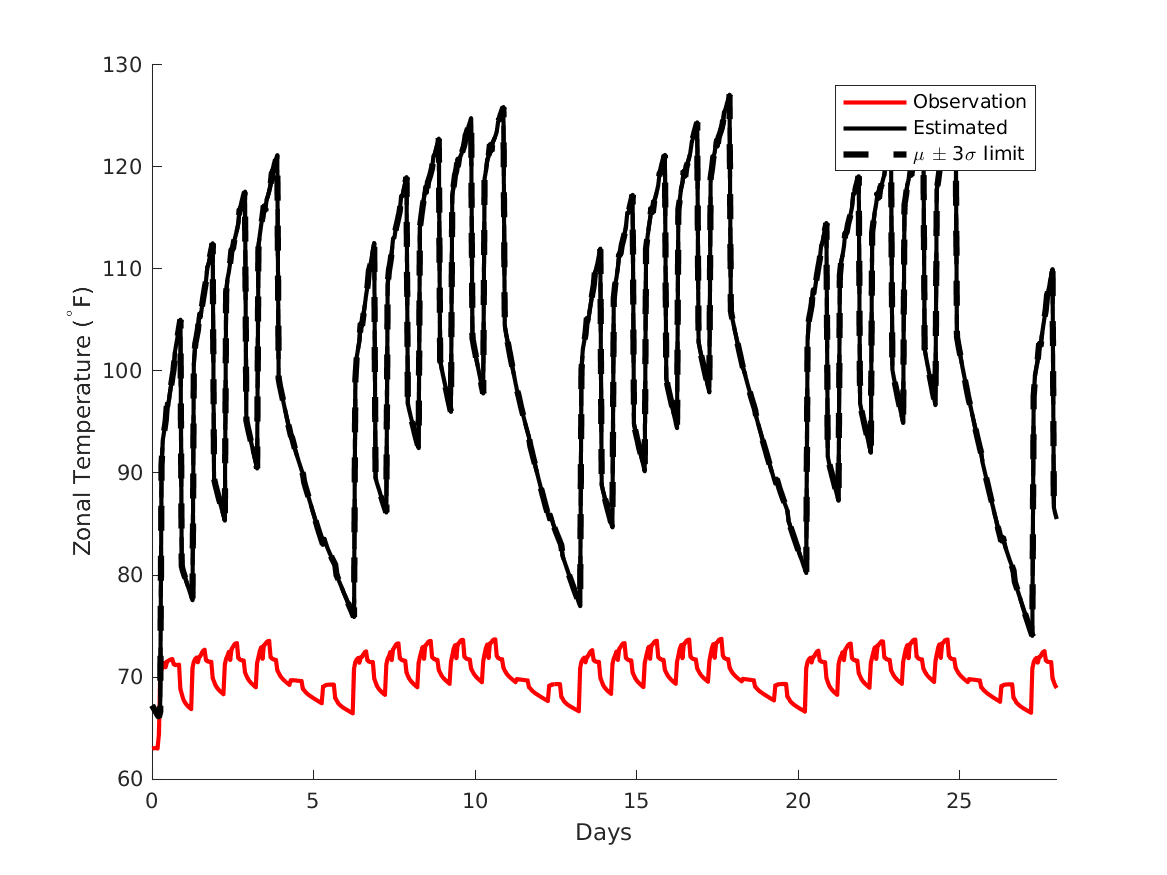 130
120
110
100
90
80
70
60
0
5
10
15
20
25
Zonal Temperature (°F)
Days
Observation
Estimated
μ ± 3σ limit